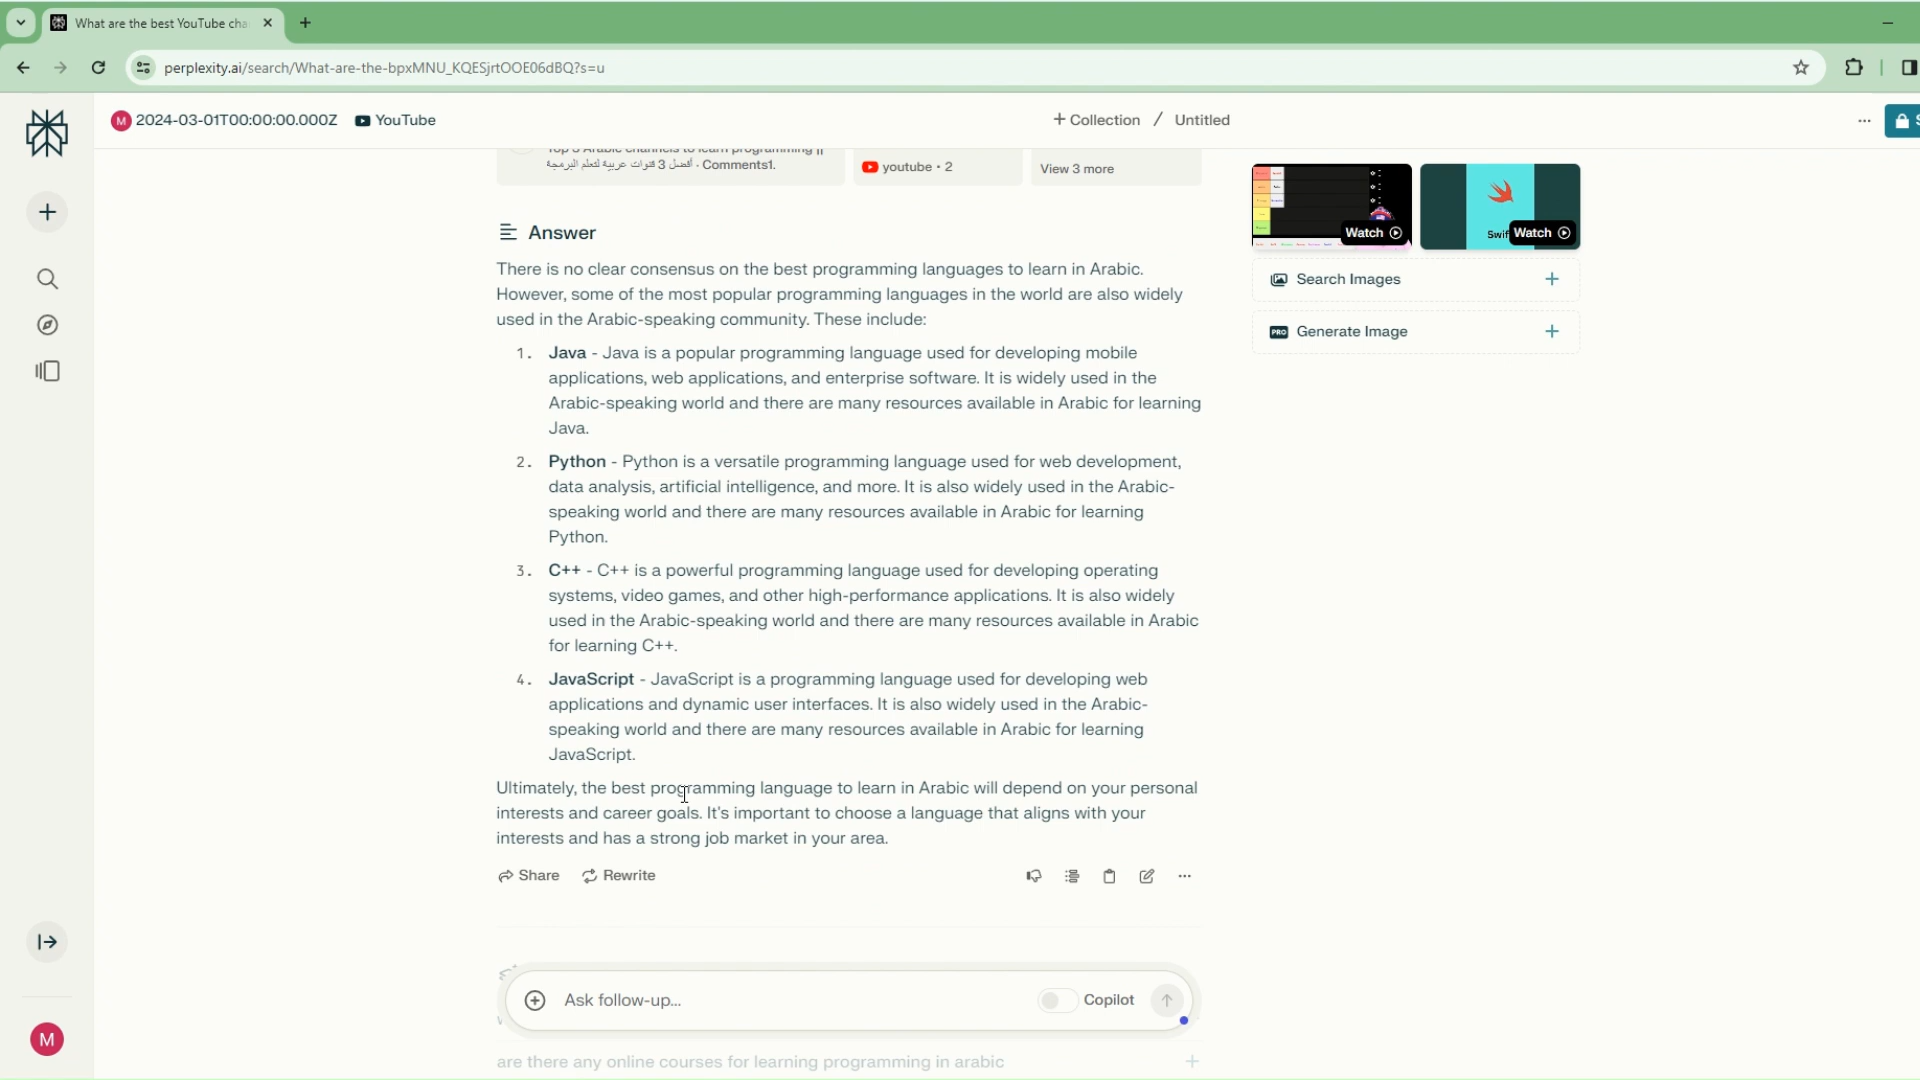 What are the best YouTube cha
perplexity.ai/search/What-are-the-bpxMNU_KQESjrtOOE06dBQ?s=u
M 2024-03-01T00:00:00.000Z YouTube
+ Collection / Untitled
Top 3 Arabic channels to learn programming ||
أفضل 3 قنوات عربية لتعلم البرمجة - Comments1.
youtube • 2
View 3 more
Answer
There is no clear consensus on the best programming languages to learn in Arabic.
However, some of the most popular programming languages in the world are also widely
used in the Arabic-speaking community. These include:
1. Java - Java is a popular programming language used for developing mobile
applications, web applications, and enterprise software. It is widely used in the
Arabic-speaking world and there are many resources available in Arabic for learning
Java.
2. Python - Python is a versatile programming language used for web development,
data analysis, artificial intelligence, and more. It is also widely used in the Arabic-
speaking world and there are many resources available in Arabic for learning
Python.
3. C++ - C++ is a powerful programming language used for developing operating
systems, video games, and other high-performance applications. It is also widely
used in the Arabic-speaking world and there are many resources available in Arabic
for learning C++.
4. JavaScript - JavaScript is a programming language used for developing web
applications and dynamic user interfaces. It is also widely used in the Arabic-
speaking world and there are many resources available in Arabic for learning
JavaScript.
Ultimately, the best programming language to learn in Arabic will depend on your personal
interests and career goals. It's important to choose a language that aligns with your
interests and has a strong job market in your area.
Share Rewrite
Ask follow-up...
Copilot
are there any online courses for learning programming in arabic
Watch
Swif Watch
Search Images
PRO Generate Image
M